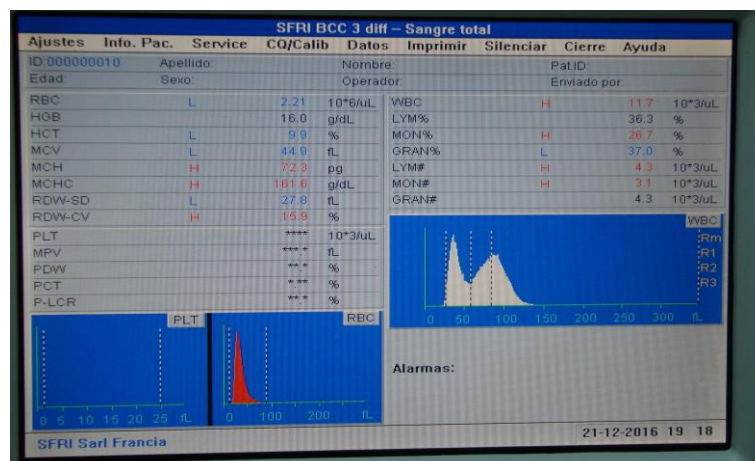 SFRI BCC 3 diff – Sangre total
Ajustes Info. Pac. Service CQ/Calib Datos Imprimir Silenciar Cierre Ayuda
ID:000000010 Apellido: Nombre: Pat.ID:
Edad: Sexo: Operador: Enviado por:
RBC L 2.21 10*6/uL
HGB 16.0 g/dL
HCT L 9.9 %
MCV L 44.9 fL
MCH H 72.3 pg
MCHC H 161.6 g/dL
RDW-SD L 27.8 fL
RDW-CV H 15.9 %
PLT **** 10*3/uL
MPV ***.* fL
PDW **.* %
PCT *.** %
P-LCR **.* %
WBC H 11.7 10*3/uL
LYM% 36.3 %
MON% H 26.7 %
GRAN% L 37.0 %
LYM# H 4.3 10*3/uL
MON# H 3.1 10*3/uL
GRAN# 4.3 10*3/uL
WBC
Rm
R1
R2
R3
0 50 100 150 200 250 300 fL
PLT
0 5 10 15 20 25 fL
RBC
0 100 200 fL
Alarmas:
SFRI Sarl Francia
21-12-2016 19 18